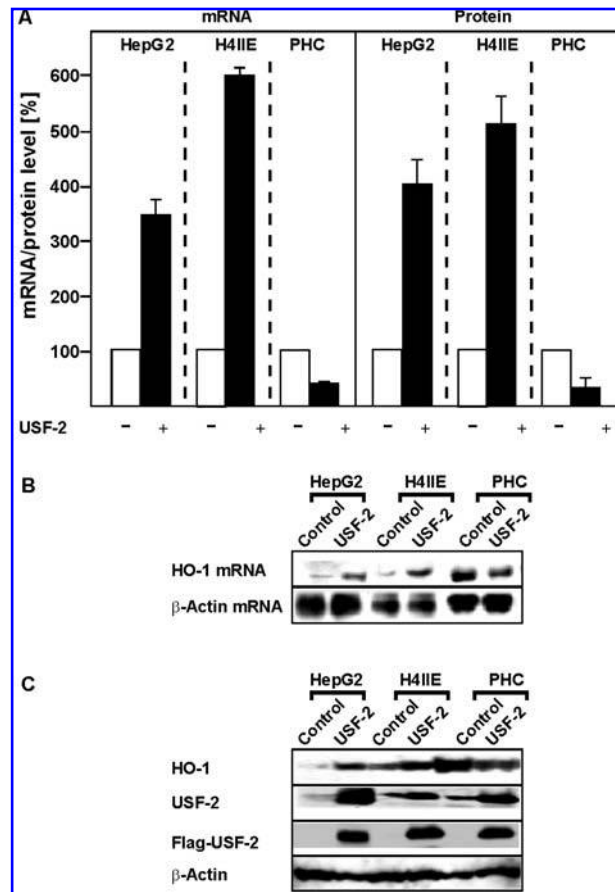 A mRNA Protein
HepG2 H4IIE PHC HepG2 H4IIE PHC
mRNA/protein level [%]
600
500
400
300
200
100
USF-2 - + - + - + - + - + - +
B
HepG2 H4IIE PHC
Control USF-2 Control USF-2 Control USF-2
HO-1 mRNA
β-Actin mRNA
C
HepG2 H4IIE PHC
Control USF-2 Control USF-2 Control USF-2
HO-1
USF-2
Flag-USF-2
β-Actin